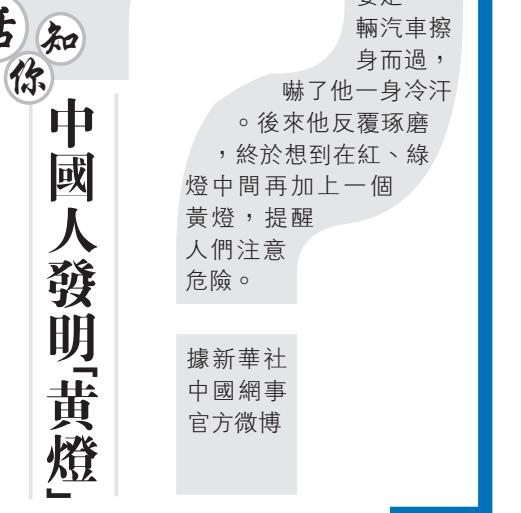 知
你
中國人發明「黃燈」
輛汽車擦
身而過，
嚇了他一身冷汗
。後來他反覆琢磨
，終於想到在紅、綠
燈中間再加上一個
黃燈，提醒
人們注意
危險。
據新華社
中國網事
官方微博